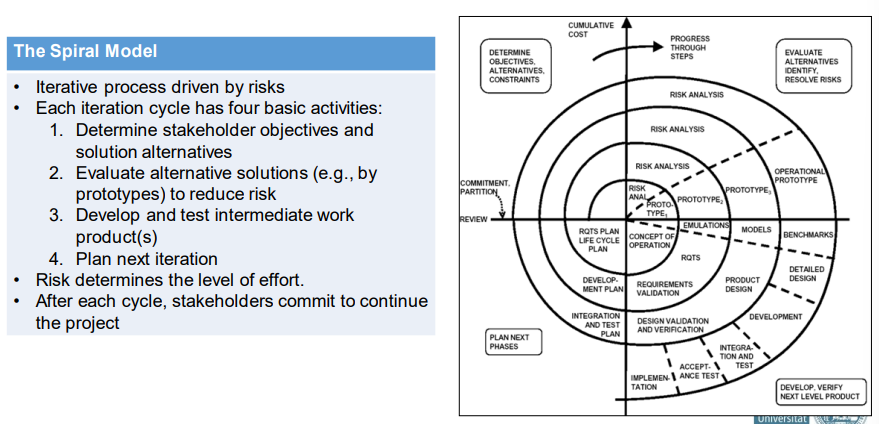 The Spiral Model
• Iterative process driven by risks
• Each iteration cycle has four basic activities:
1. Determine stakeholder objectives and
solution alternatives
2. Evaluate alternative solutions (e.g., by
prototypes) to reduce risk
3. Develop and test intermediate work
product(s)
4. Plan next iteration
• Risk determines the level of effort.
• After each cycle, stakeholders commit to continue
the project
CUMULATIVE
COST
PROGRESS
THROUGH
STEPS
DETERMINE
OBJECTIVES,
ALTERNATIVES,
CONSTRAINTS
EVALUATE
ALTERNATIVES
IDENTIFY,
RESOLVE RISKS
RISK ANALYSIS
RISK ANALYSIS
RISK ANALYSIS
RISK
ANAL.
PROTO-
TYPE1
PROTOTYPE2
PROTOTYPE3
OPERATIONAL
PROTOTYPE
COMMITMENT,
PARTITION
REVIEW
RQTS PLAN
LIFE CYCLE
PLAN
CONCEPT OF
OPERATION
EMULATIONS
MODELS
BENCHMARKS
RQTS
DEVELOP-
MENT PLAN
REQUIREMENTS
VALIDATION
PRODUCT
DESIGN
DETAILED
DESIGN
INTEGRATION
AND TEST
PLAN
DESIGN VALIDATION
AND VERIFICATION
DEVELOPMENT
INTEGRA-
TION AND
TEST
ACCEPT-
ANCE TEST
IMPLEMEN-
TATION
PLAN NEXT
PHASES
DEVELOP, VERIFY
NEXT LEVEL PRODUCT
Universität